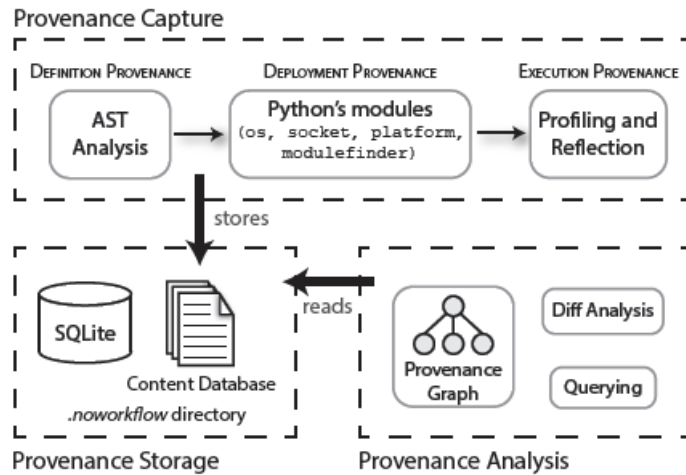 Provenance Capture
DEFINITION PROVENANCE
DEPLOYMENT PROVENANCE
EXECUTION PROVENANCE
AST
Analysis
Python's modules
(os, socket, platform,
modulefinder)
Profiling and
Reflection
stores
reads
SQLite
Content Database
.noworkflow directory
Provenance Storage
Provenance
Graph
Diff Analysis
Querying
Provenance Analysis